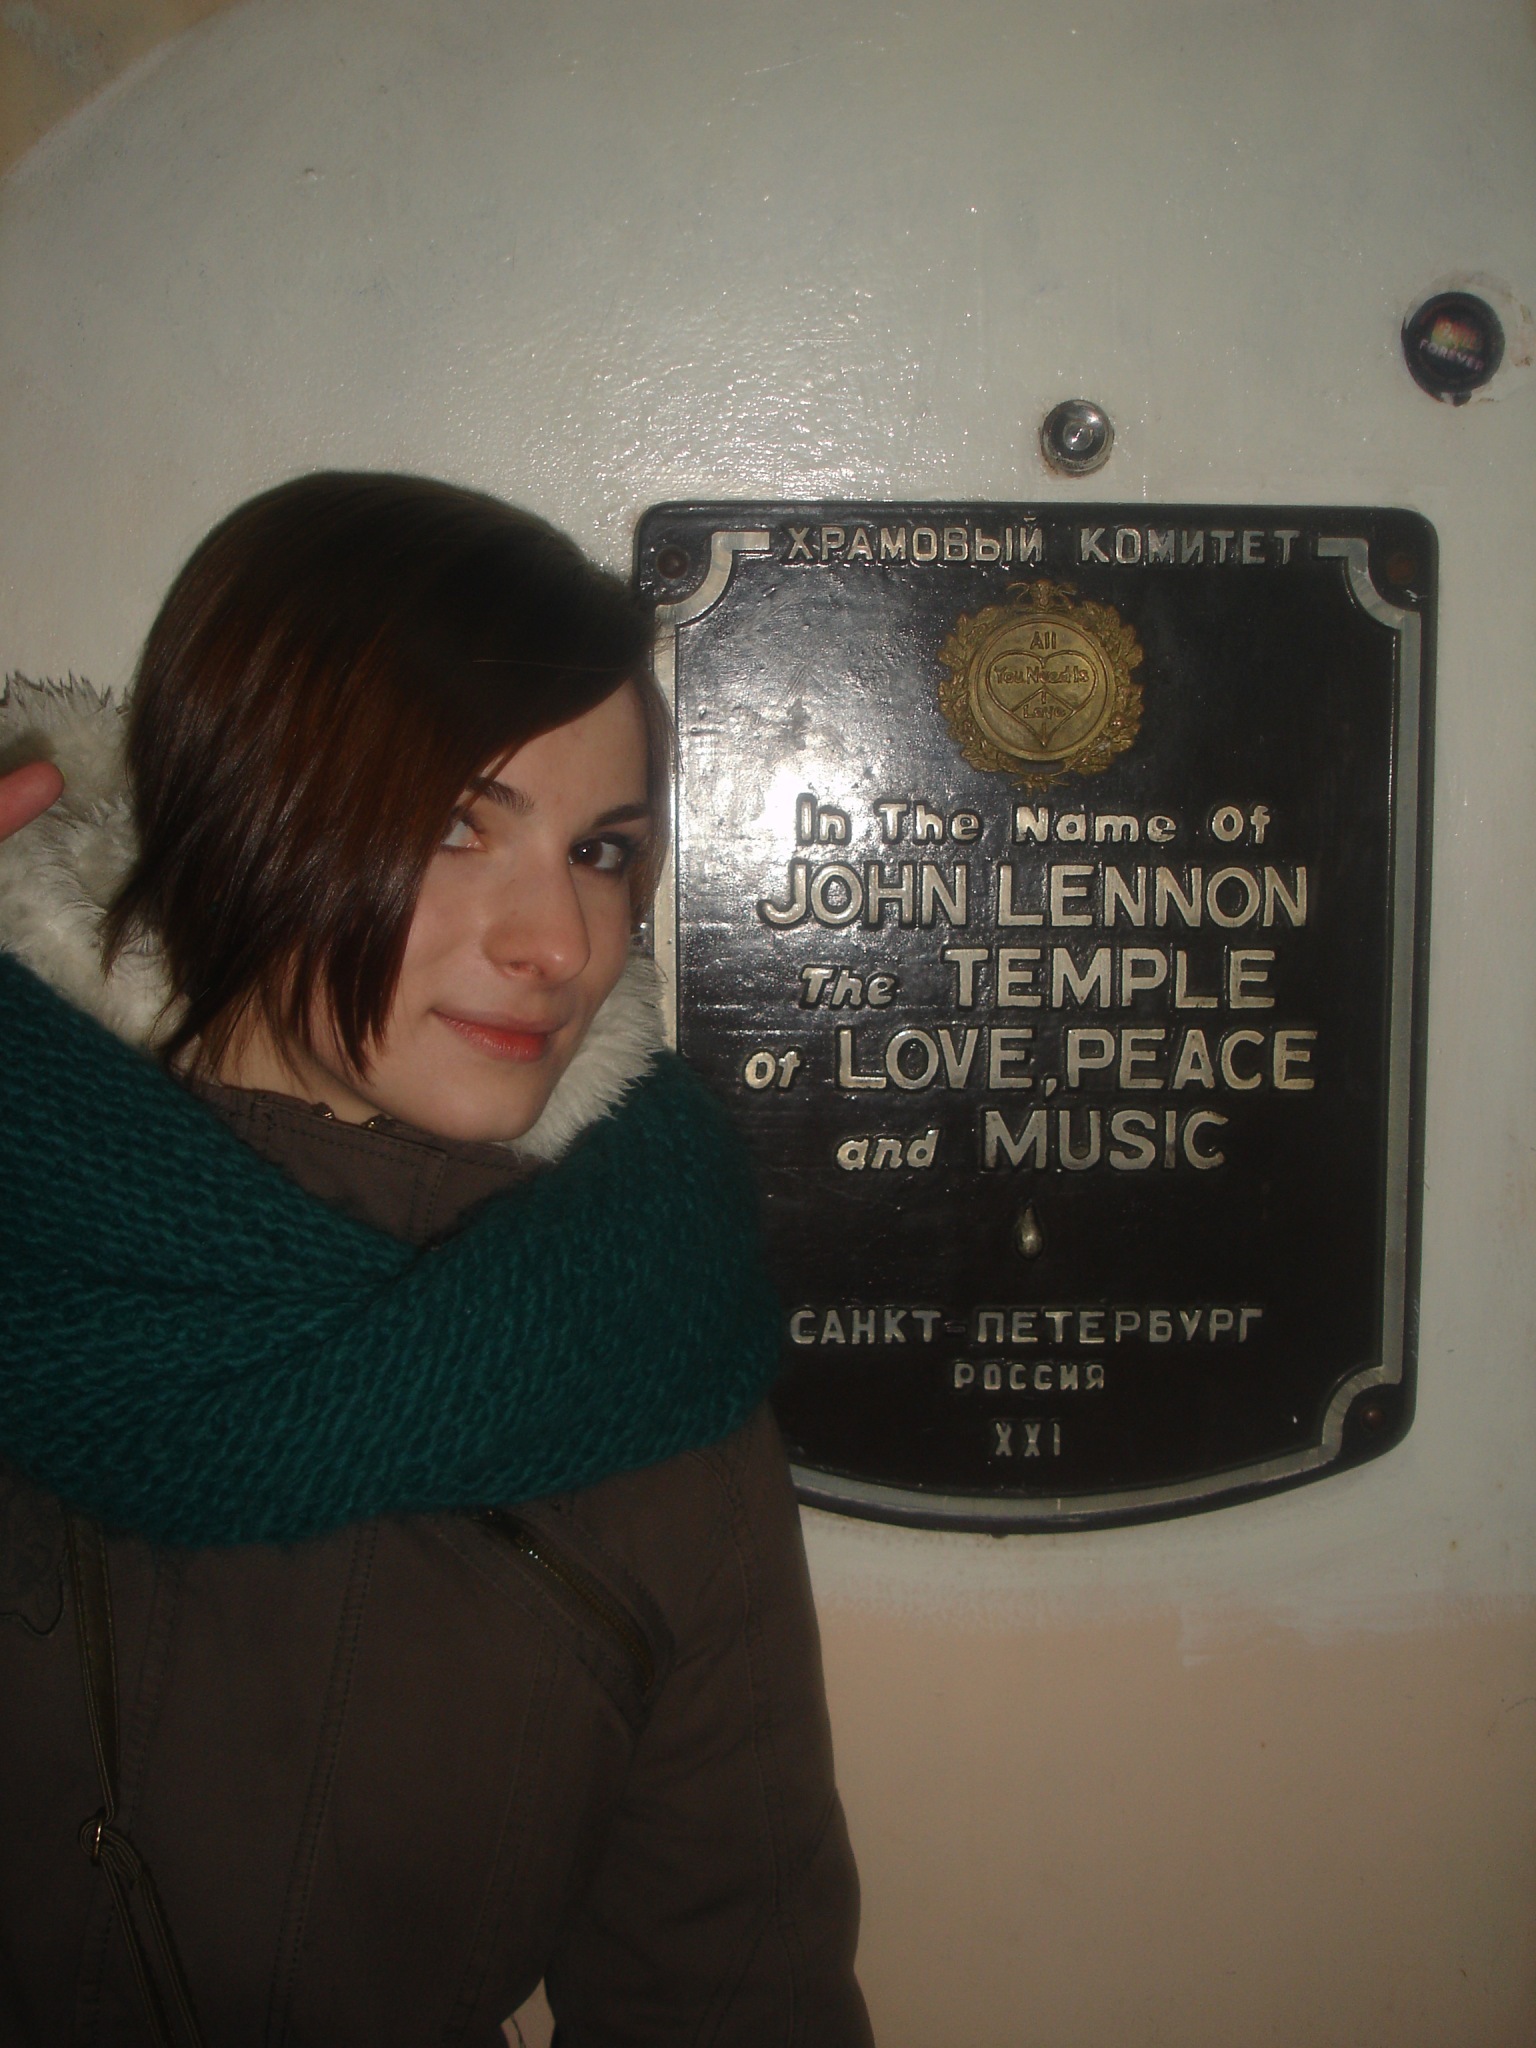 FOREVER
ХРАМОВЫЙ КОМИТЕТ
All
You Need Is
Love
In The Name Of
JOHN LENNON
The TEMPLE
of LOVE, PEACE
and MUSIC
САНКТ-ПЕТЕРБУРГ
РОССИЯ
XXI